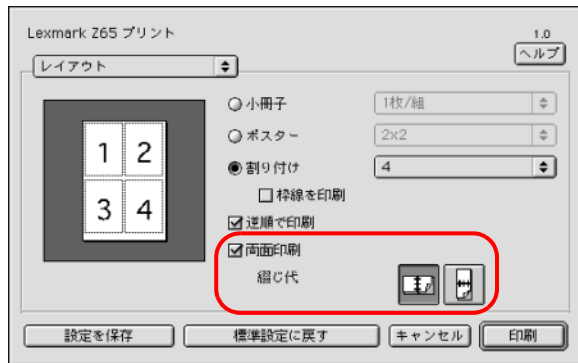 Lexmark Z65 プリント
1.0
ヘルプ
レイアウト
1 2
3 4
小冊子 1枚/組
ポスター 2x2
割り付け 4
枠線を印刷
逆順で印刷
両面印刷
綴じ代
設定を保存 標準設定に戻す キャンセル 印刷